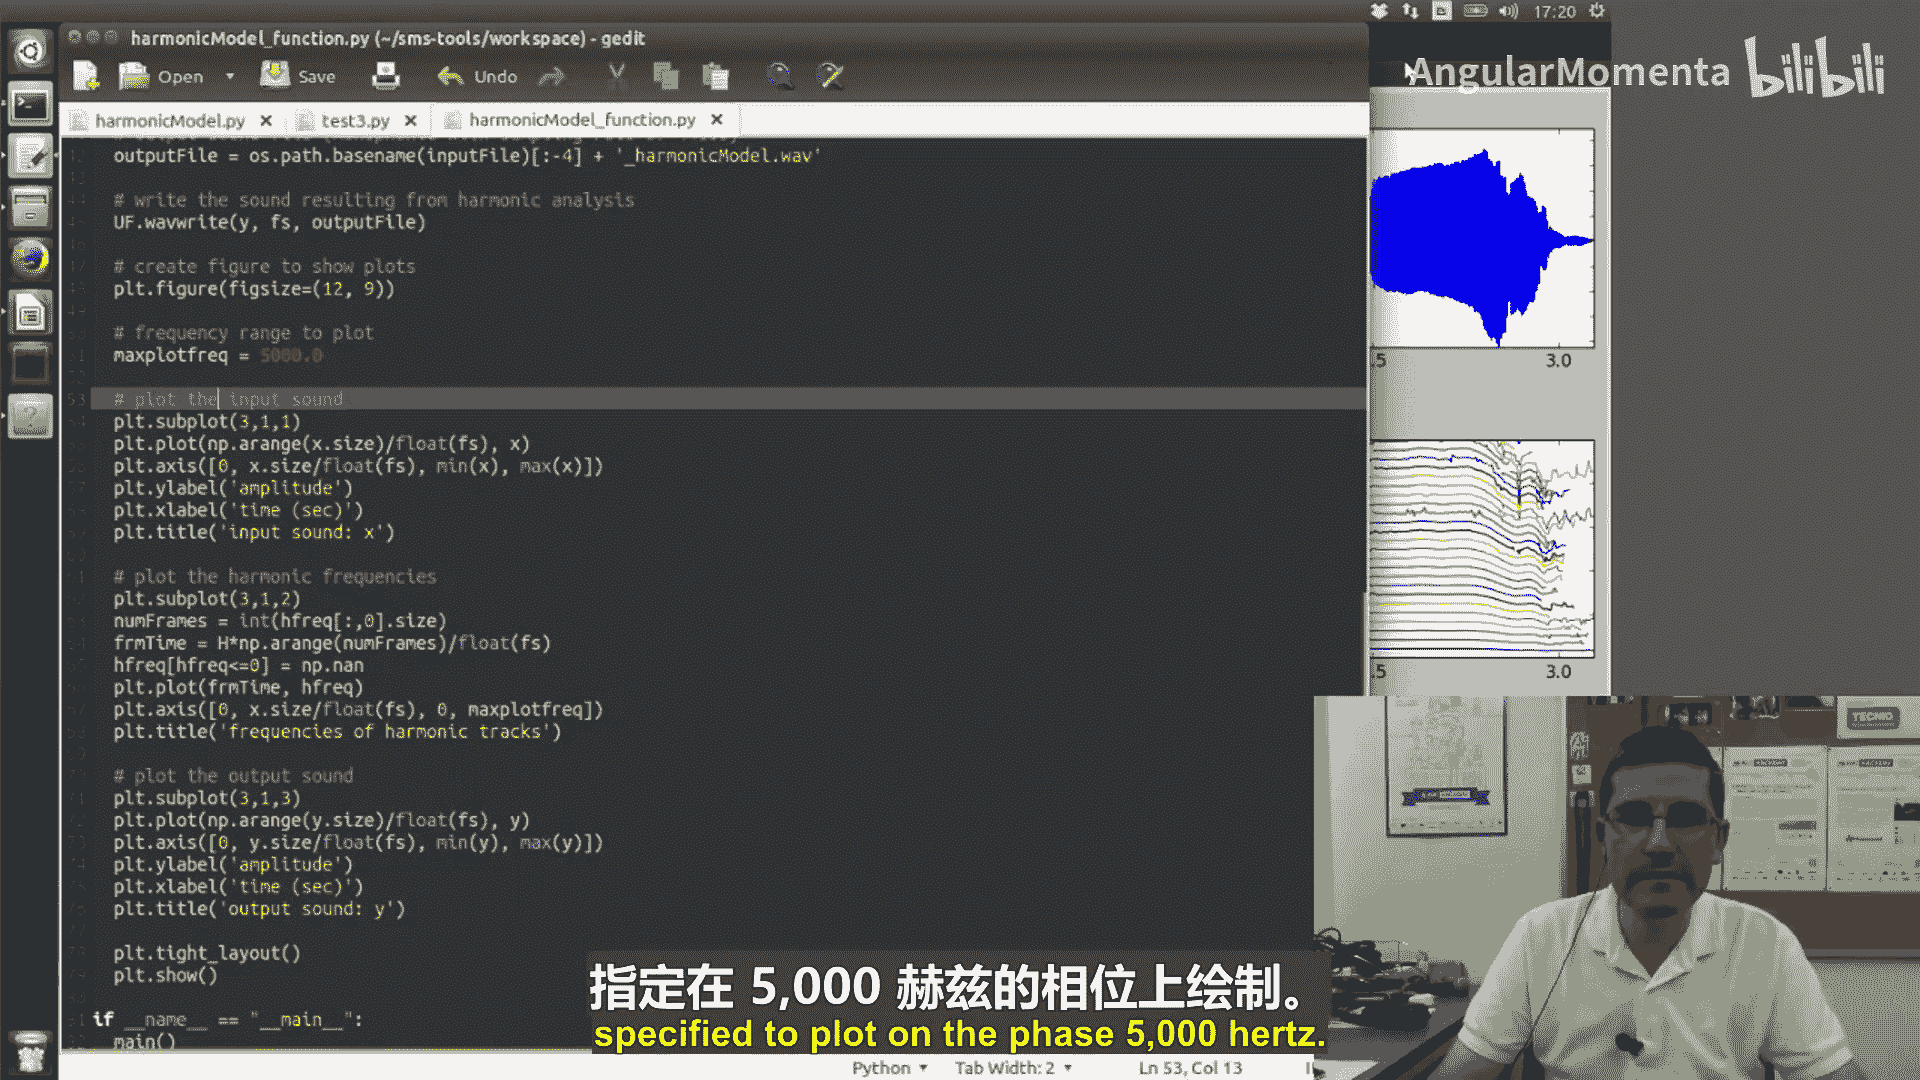 17:20
harmonicModel_function.py (~/sms-tools/workspace) - gedit
Open Save Undo
AngularMomenta bilibili
harmonicModel.py test3.py harmonicModel_function.py
outputFile = os.path.basename(inputFile)[:-4] + '_harmonicModel.wav'
# write the sound resulting from harmonic analysis
UF.wavwrite(y, fs, outputFile)
# create figure to show plots
plt.figure(figsize=(12, 9))
# frequency range to plot
maxplotfreq = 5000.0
53 # plot the input sound
plt.subplot(3,1,1)
plt.plot(np.arange(x.size)/float(fs), x)
plt.axis([0, x.size/float(fs), min(x), max(x)])
plt.ylabel('amplitude')
plt.xlabel('time (sec)')
plt.title('input sound: x')
# plot the harmonic frequencies
plt.subplot(3,1,2)
numFrames = int(hfreq[:,0].size)
frmTime = H*np.arange(numFrames)/float(fs)
hfreq[hfreq<=0] = np.nan
plt.plot(frmTime, hfreq)
plt.axis([0, x.size/float(fs), 0, maxplotfreq])
plt.title('frequencies of harmonic tracks')
# plot the output sound
plt.subplot(3,1,3)
plt.plot(np.arange(y.size)/float(fs), y)
plt.axis([0, y.size/float(fs), min(y), max(y)])
plt.ylabel('amplitude')
plt.xlabel('time (sec)')
plt.title('output sound: y')
plt.tight_layout()
plt.show()
if __name__ == "__main__":
main()
.5 3.0
.5 3.0
TECNIO
指定在 5,000 赫兹的相位上绘制。
specified to plot on the phase 5,000 hertz.
Python Tab Width: 2 Ln 53, Col 13